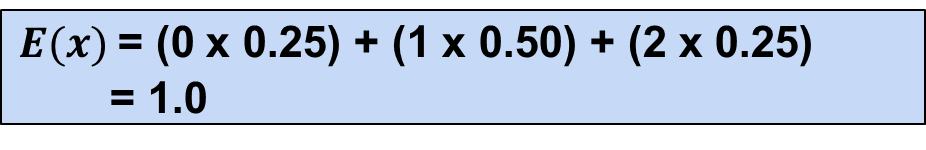 E(x) = (0 x 0.25) + (1 x 0.50) + (2 x 0.25)
= 1.0